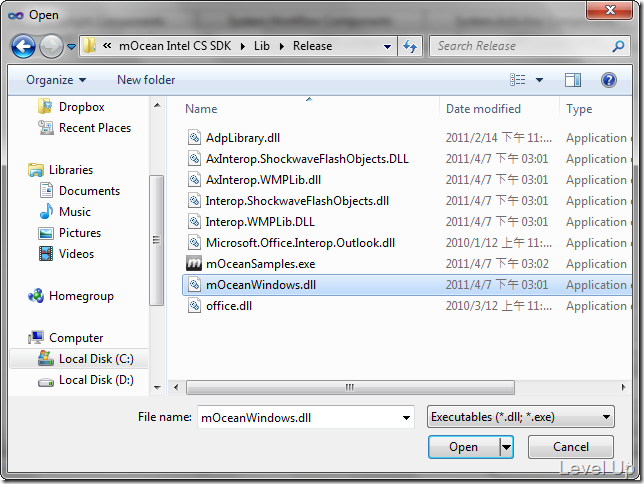 Open
« mOcean Intel CS SDK Lib Release Search Release
Organize New folder
Dropbox
Recent Places
Libraries
Documents
Music
Pictures
Videos
Homegroup
Computer
Local Disk (C:)
Local Disk (D:)
Name Date modified Type
AdpLibrary.dll 2011/2/14 下午 11:... Application
AxInterop.ShockwaveFlashObjects.DLL 2011/4/7 下午 03:01 Application
AxInterop.WMPLib.dll 2011/4/7 下午 03:01 Application
Interop.ShockwaveFlashObjects.dll 2011/4/7 下午 03:01 Application
Interop.WMPLib.DLL 2011/4/7 下午 03:01 Application
Microsoft.Office.Interop.Outlook.dll 2010/1/12 上午 11:... Application
mOceanSamples.exe 2011/4/7 下午 03:02 Application
mOceanWindows.dll 2011/4/7 下午 03:01 Application
office.dll 2010/3/12 上午 11:... Application
File name: mOceanWindows.dll Executables (*.dll; *.exe)
Open Cancel
Level Up